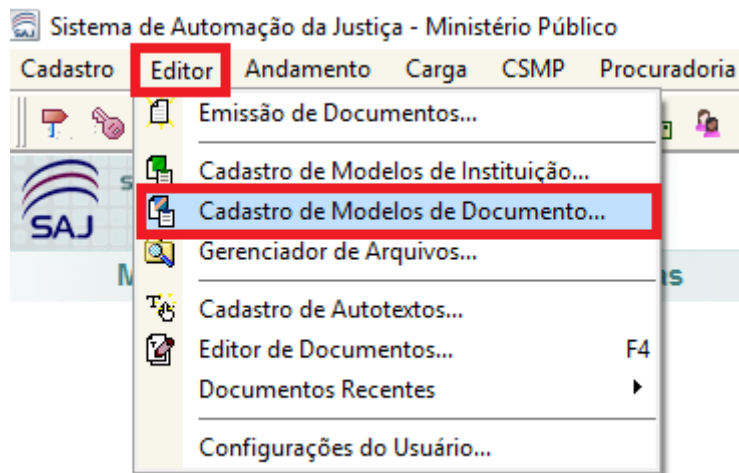 Sistema de Automação da Justiça - Ministério Públ
Cadastro Editor Andamento Carga CSMP Procuradoria
Emissão de Documentos...
Cadastro de Modelos de Instituição...
Cadastro de Modelos de Documento...
SAJ
Gerenciador de Arquivos...
Cadastro de Autotextos...
Editor de Documentos... F4
Documentos Recentes
Configurações do Usuário...